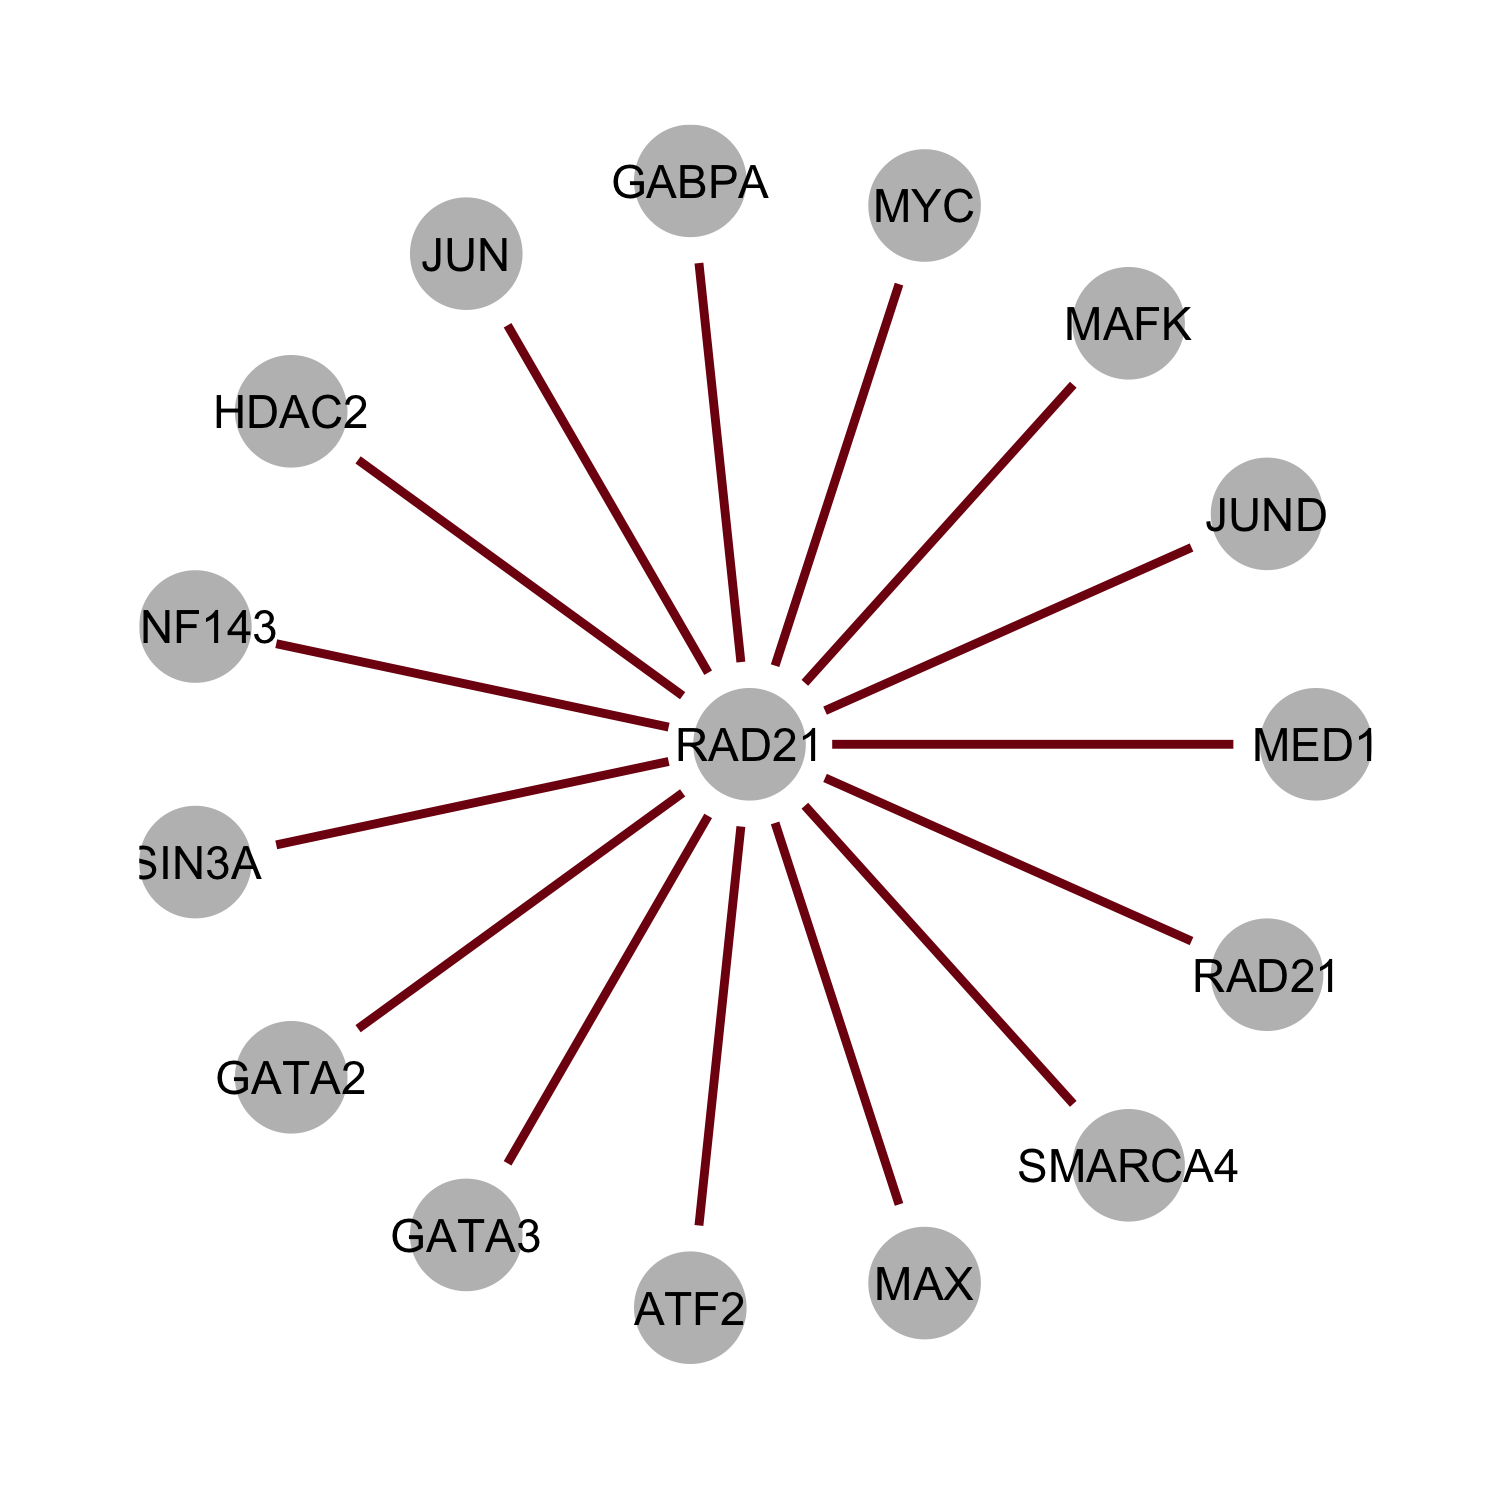 GABPA
MYC
JUN
MAFK
HDAC2
JUND
NF143
RAD21
MED1
SIN3A
RAD21
GATA2
SMARCA4
GATA3
MAX
ATF2